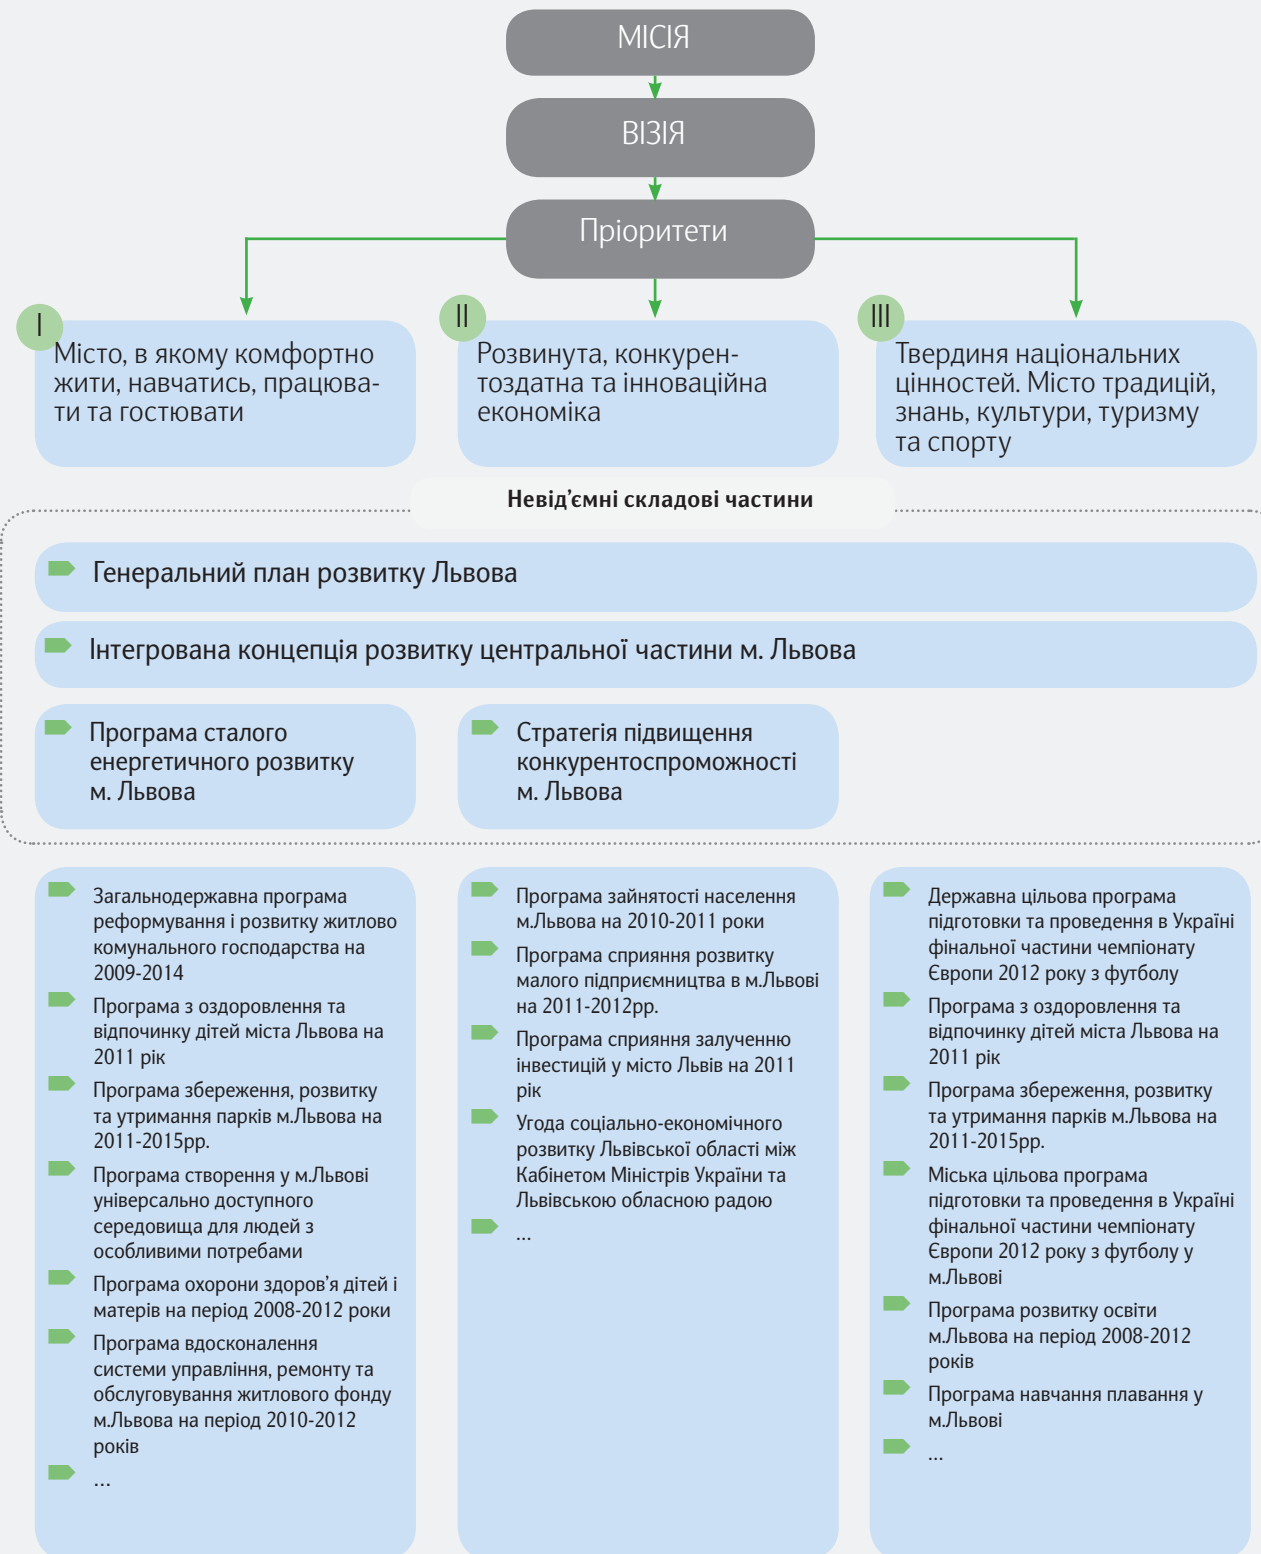 МІСІЯ
ВІЗІЯ
Пріоритети
I
Місто, в якому комфортно
жити, навчатись, працюва-
ти та гостювати
II
Розвинута, конкурен-
тоздатна та інноваційна
економіка
III
Твердиня національних
цінностей. Місто традицій,
знань, культури, туризму
та спорту
Невід'ємні складові частини
Генеральний план розвитку Львова
Інтегрована концепція розвитку центральної частини м. Львова
Програма сталого
енергетичного розвитку
м. Львова
Стратегія підвищення
конкурентоспроможності
м. Львова
Загальнодержавна програма
реформування і розвитку житлово
комунального господарства на
2009-2014
Програма з оздоровлення та
відпочинку дітей міста Львова на
2011 рік
Програма збереження, розвитку
та утримання парків м.Львова на
2011-2015рр.
Програма створення у м.Львові
універсально доступного
середовища для людей з
особливими потребами
Програма охорони здоров’я дітей і
матерів на період 2008-2012 роки
Програма вдосконалення
системи управління, ремонту та
обслуговування житлового фонду
м.Львова на період 2010-2012
років
...
Програма зайнятості населення
м.Львова на 2010-2011 роки
Програма сприяння розвитку
малого підприємництва в м.Львові
на 2011-2012рр.
Програма сприяння залученню
інвестицій у місто Львів на 2011
рік
Угода соціально-економічного
розвитку Львівської області між
Кабінетом Міністрів України та
Львівською обласною радою
...
Державна цільова програма
підготовки та проведення в Україні
фінальної частини чемпіонату
Європи 2012 року з футболу
Програма з оздоровлення та
відпочинку дітей міста Львова на
2011 рік
Програма збереження, розвитку
та утримання парків м.Львова на
2011-2015рр.
Міська цільова програма
підготовки та проведення в Україні
фінальної частини чемпіонату
Європи 2012 року з футболу у
м.Львові
Програма розвитку освіти
м.Львова на період 2008-2012
років
Програма навчання плавання у
м.Львові
...